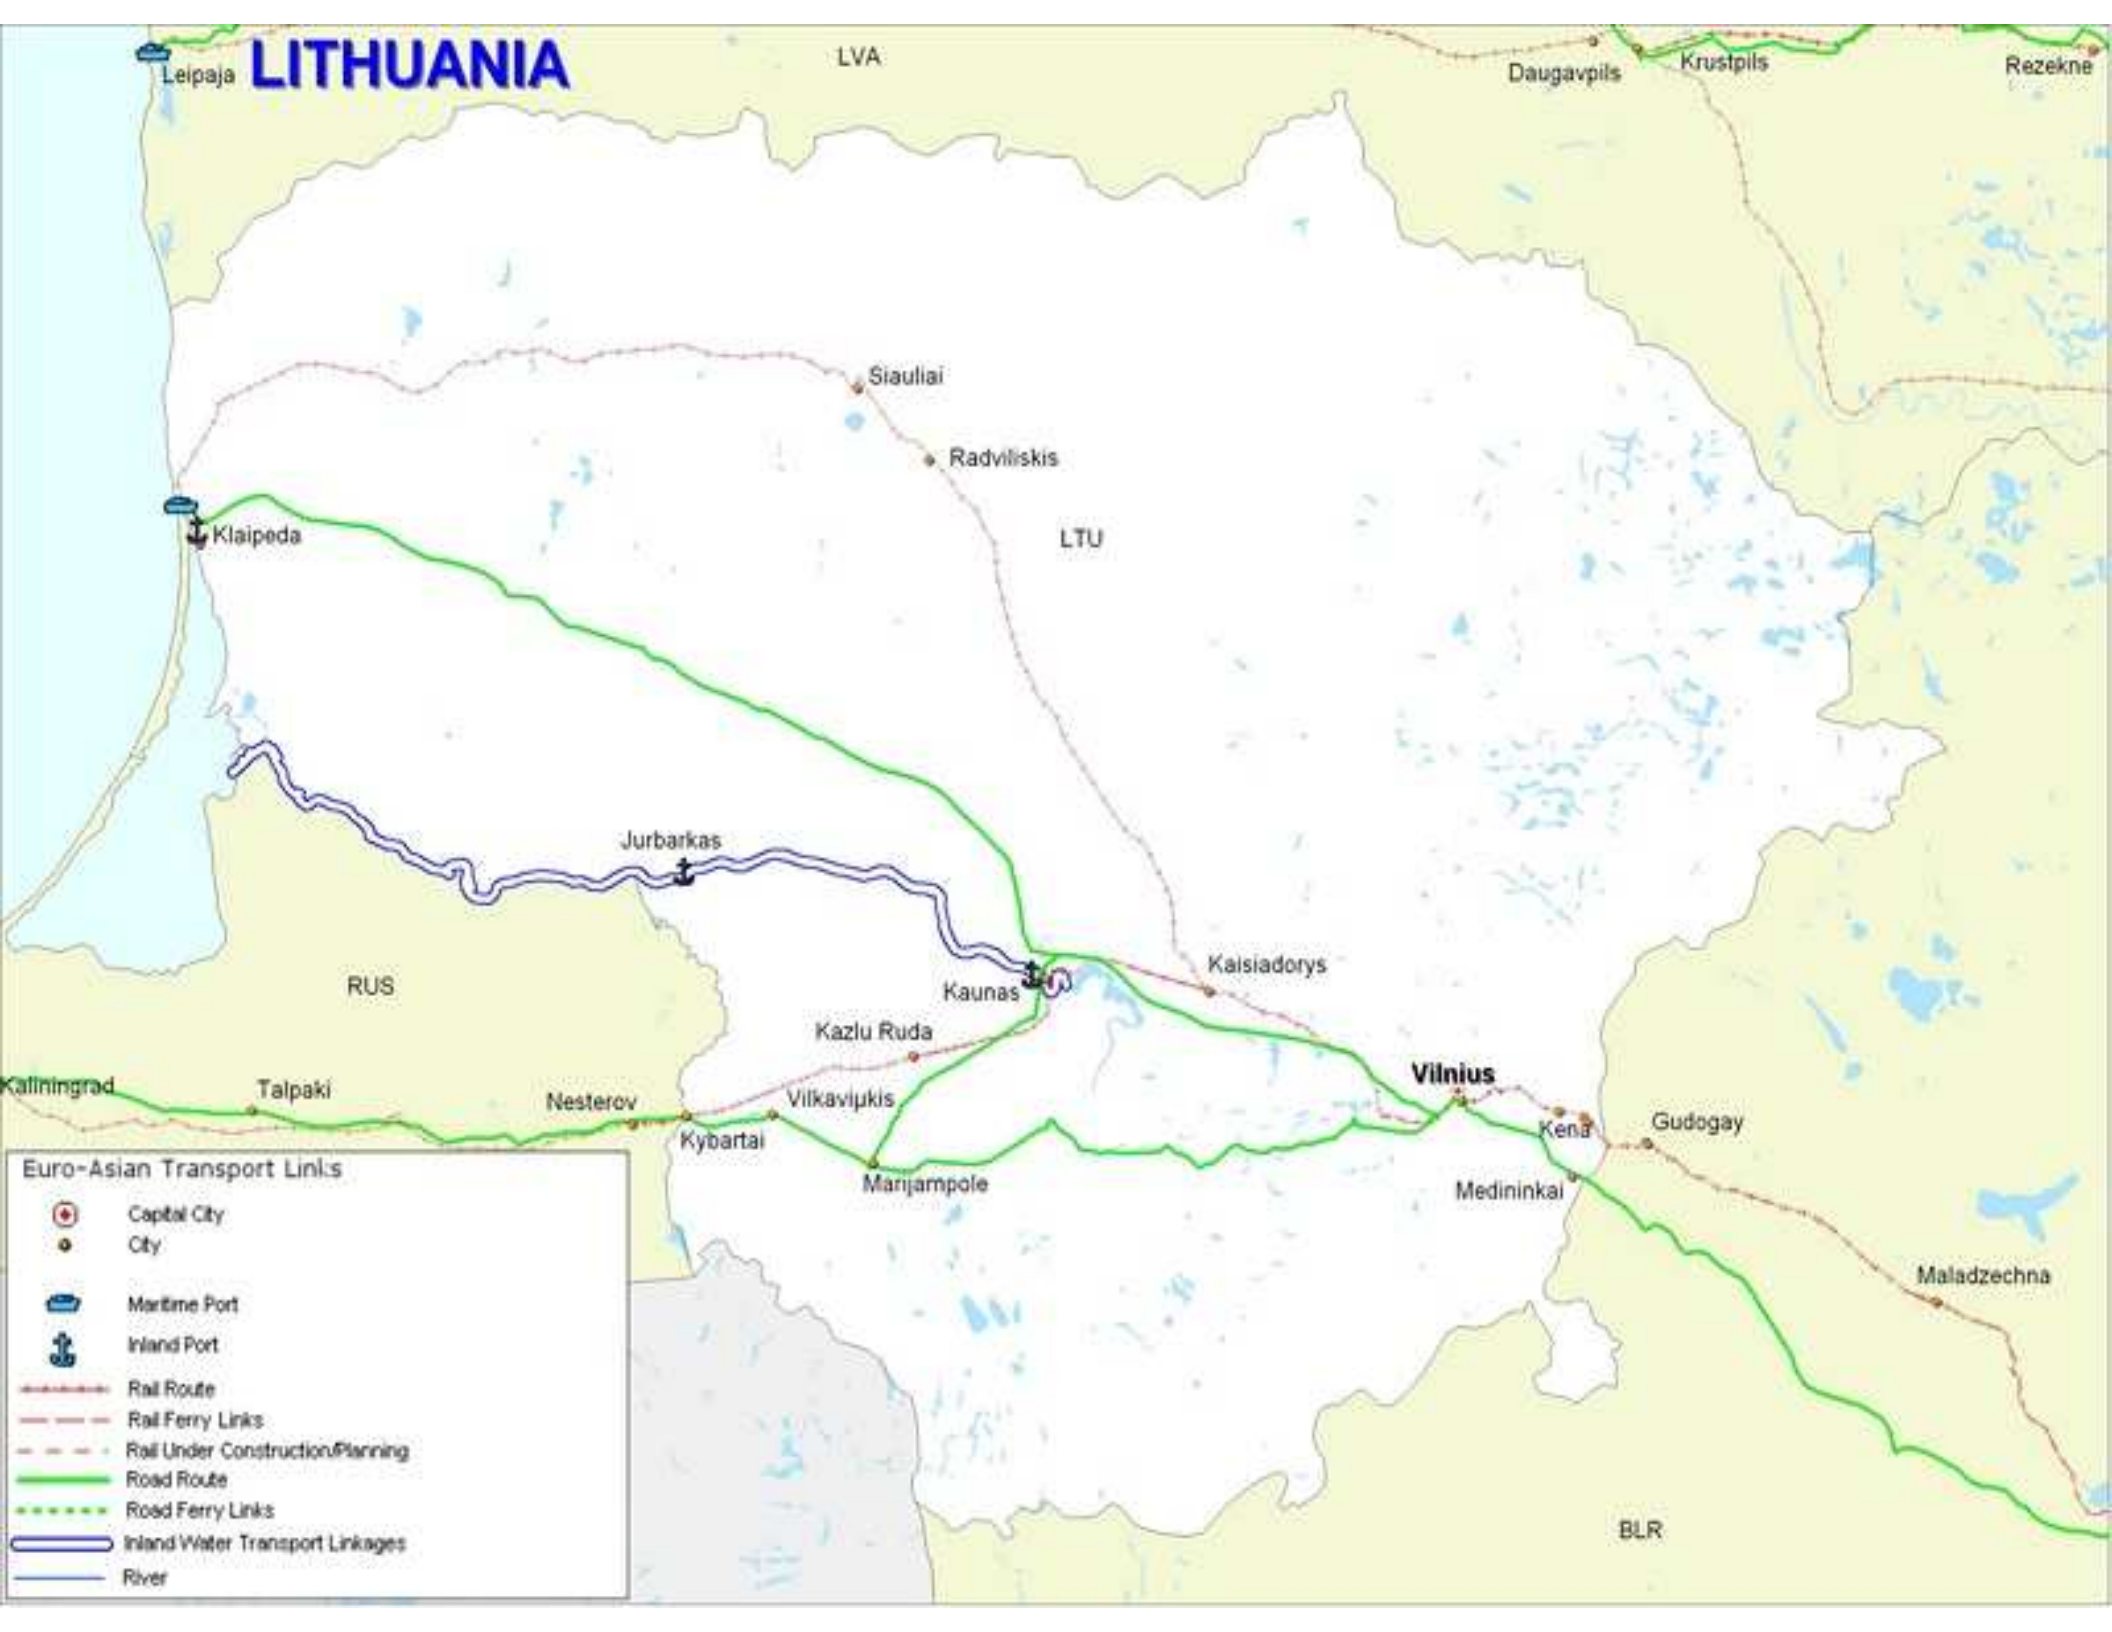 LITHUANIA
LVA
Leipaja
Daugavpils
Krustpils
Rezekne
Siauliai
Radviliskis
LTU
Klaipeda
Jurbarkas
Kaisiadorys
RUS
Kaunas
Kazlu Ruda
Vilnius
Kaliningrad
Talpaki
Nesterov
Vilkaviµkis
Kybartai
Kena
Gudogay
Marijampole
Medininkai
Maladzechna
BLR
Euro-Asian Transport Links
Capital City
City
Maritime Port
Inland Port
Rail Route
Rail Ferry Links
Rail Under Construction/Planning
Road Route
Road Ferry Links
Inland Water Transport Linkages
River